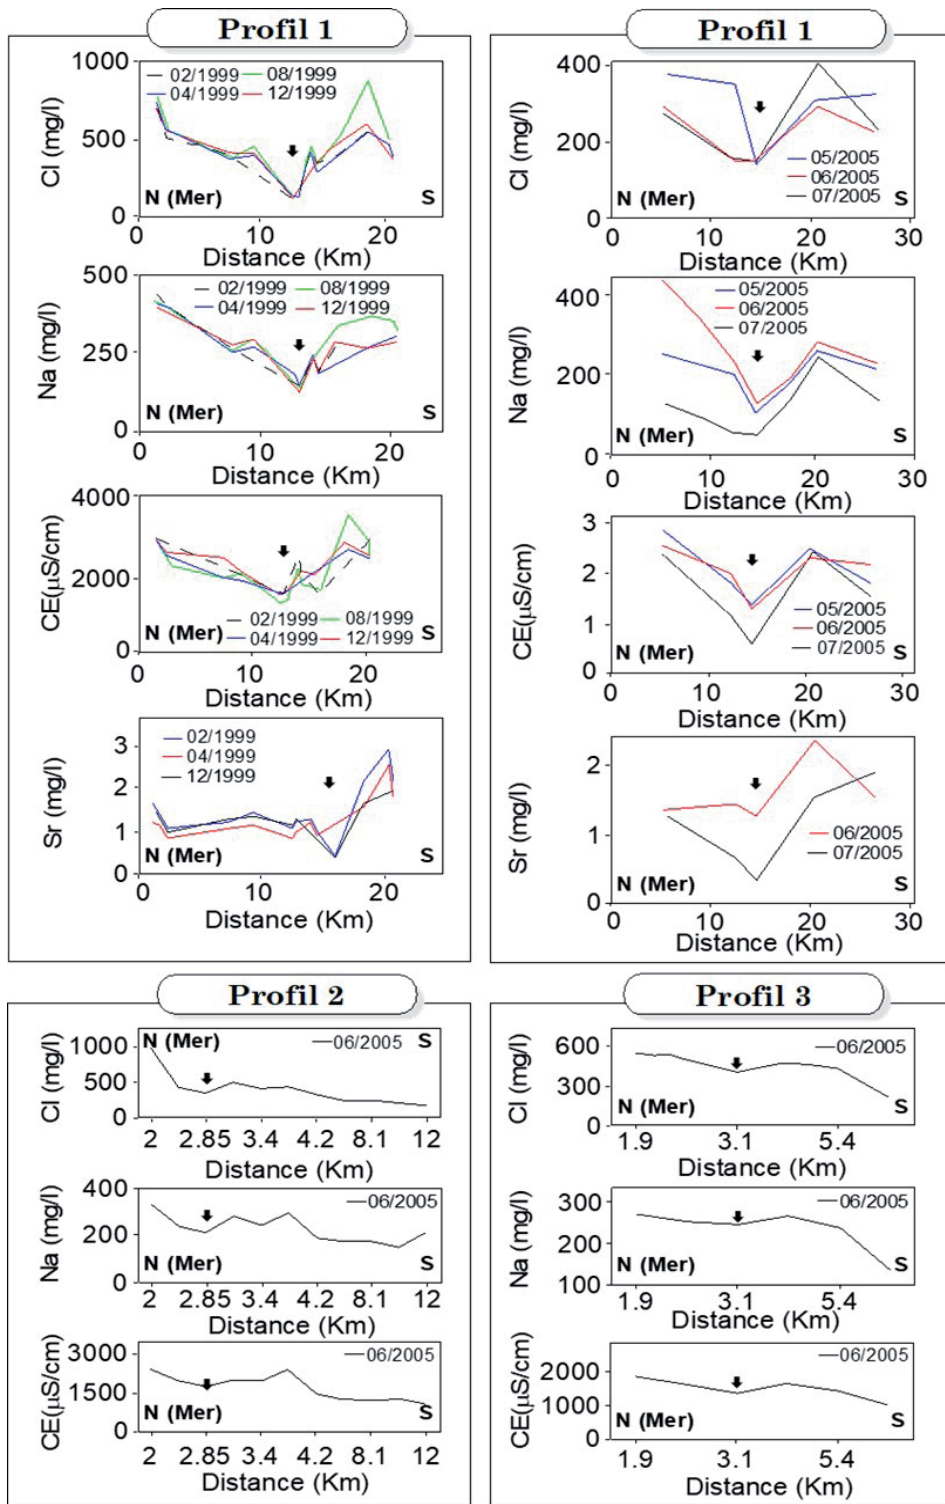 Profil 1
1000
500
0
Cl (mg/l)
02/1999 08/1999
04/1999 12/1999
N (Mer) S
0 10 20
Distance (Km)
500
250
0
Na (mg/l)
02/1999 08/1999
04/1999 12/1999
N (Mer) S
0 10 20
Distance (Km)
4000
2000
0
CE(µS/cm)
02/1999 08/1999
04/1999 12/1999
N (Mer) S
0 10 20
Distance (Km)
3
2
1
0
Sr (mg/l)
02/1999
04/1999
12/1999
N (Mer) S
0 10 20
Distance (Km)
Profil 1
400
200
0
Cl (mg/l)
05/2005
06/2005
07/2005
N (Mer) S
0 10 20 30
Distance (Km)
400
200
0
Na (mg/l)
05/2005
06/2005
07/2005
N (Mer) S
0 10 20 30
Distance (Km)
3
2
1
0
CE(µS/cm)
05/2005
06/2005
07/2005
N (Mer) S
0 10 20 30
Distance (Km)
2
1
0
Sr (mg/l)
06/2005
07/2005
N (Mer) S
0 10 20 30
Distance (Km)
Profil 2
1000
500
0
Cl (mg/l)
N (Mer) 06/2005 S
2 2.85 3.4 4.2 8.1 12
Distance (Km)
400
200
0
Na (mg/l)
06/2005
N (Mer) S
2 2.85 3.4 4.2 8.1 12
Distance (Km)
3000
1500
0
CE(µS/cm)
06/2005
N (Mer) S
2 2.85 3.4 4.2 8.1 12
Distance (Km)
Profil 3
600
300
0
Cl (mg/l)
06/2005
N (Mer) S
1.9 3.1 5.4
Distance (Km)
300
200
100
Na (mg/l)
06/2005
N (Mer) S
1.9 3.1 5.4
Distance (Km)
2000
1000
0
CE(µS/cm)
06/2005
N (Mer) S
1.9 3.1 5.4
Distance (Km)